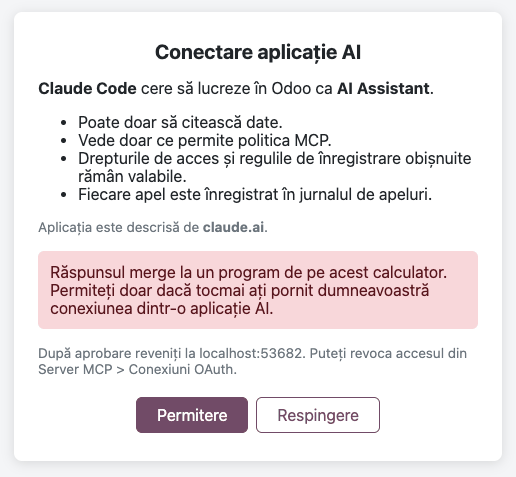 Conectare aplicație AI
Claude Code cere să lucreze în Odoo ca AI Assistant.
• Poate doar să citească date.
• Vede doar ce permite politica MCP.
• Drepturile de acces și regulile de înregistrare obișnuite
rămân valabile.
• Fiecare apel este înregistrat în jurnalul de apeluri.
Aplicația este descrisă de claude.ai.
Răspunsul merge la un program de pe acest calculator.
Permiteți doar dacă tocmai ați pornit dumneavoastră
conexiunea dintr-o aplicație AI.
După aprobare reveniți la localhost:53682. Puteți revoca accesul din
Server MCP > Conexiuni OAuth.
Permitere
Respingere